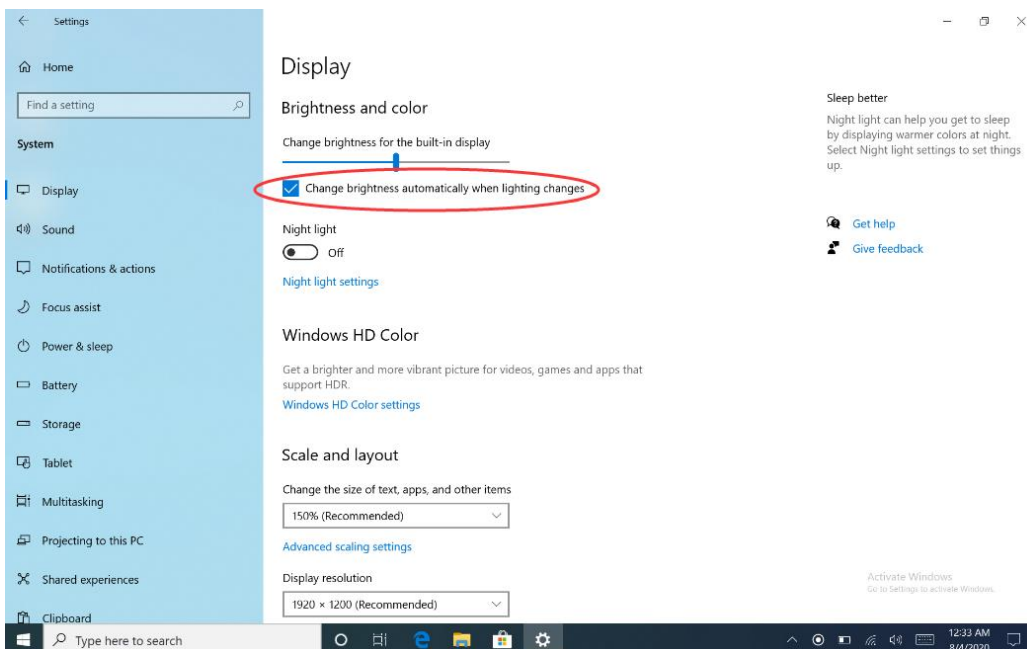 Settings
Home
Find a setting
System
Display
Sound
Notifications & actions
Focus assist
Power & sleep
Battery
Storage
Tablet
Multitasking
Projecting to this PC
Shared experiences
Clipboard
Display
Brightness and color
Change brightness for the built-in display
Change brightness automatically when lighting changes
Night light
Off
Night light settings
Windows HD Color
Get a brighter and more vibrant picture for videos, games and apps that
support HDR.
Windows HD Color settings
Scale and layout
Change the size of text, apps, and other items
150% (Recommended)
Advanced scaling settings
Display resolution
1920 × 1200 (Recommended)
Sleep better
Night light can help you get to sleep
by displaying warmer colors at night.
Select Night light settings to set things
up.
Get help
Give feedback
Activate Windows
Go to Settings to activate Windows.
Type here to search
12:33 AM
8/4/2020